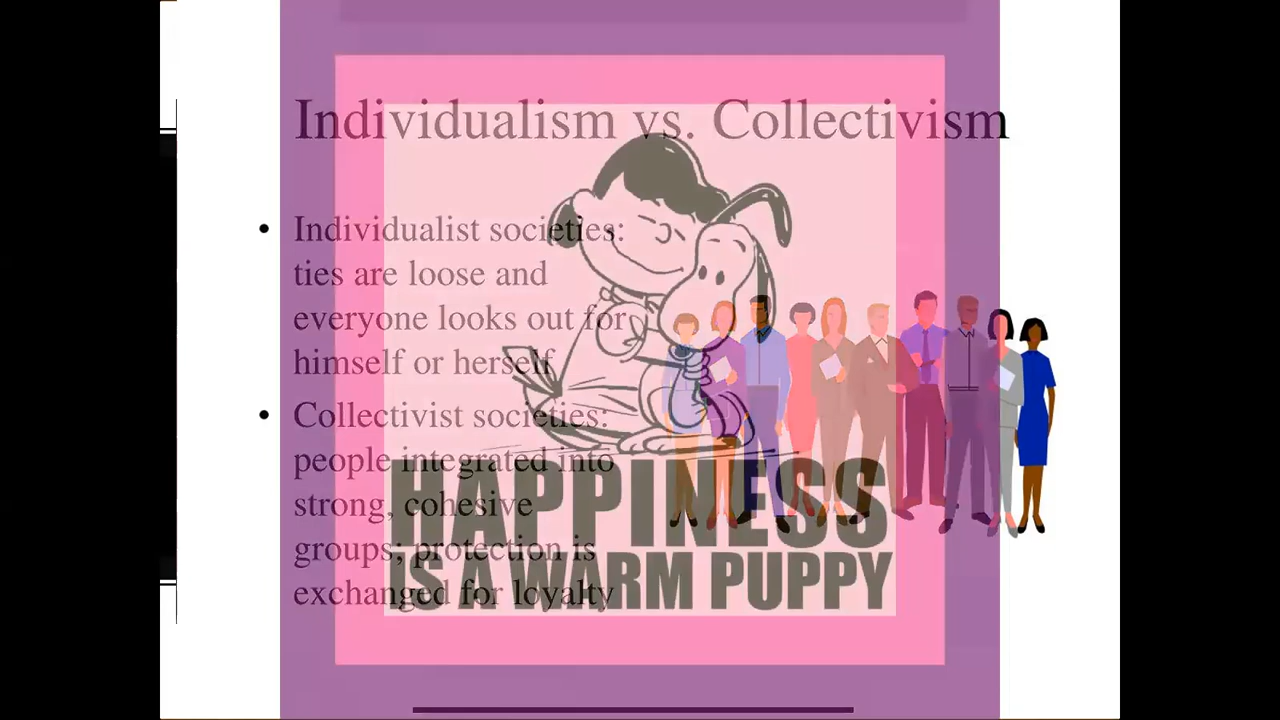 Individualism vs. Collectivism
• Individualist societies:
ties are loose and
everyone looks out for
himself or herself
• Collectivist societies:
people integrated into
strong, cohesive
groups; protection is
exchanged for loyalty
HAPPINESS
IS A WARM PUPPY